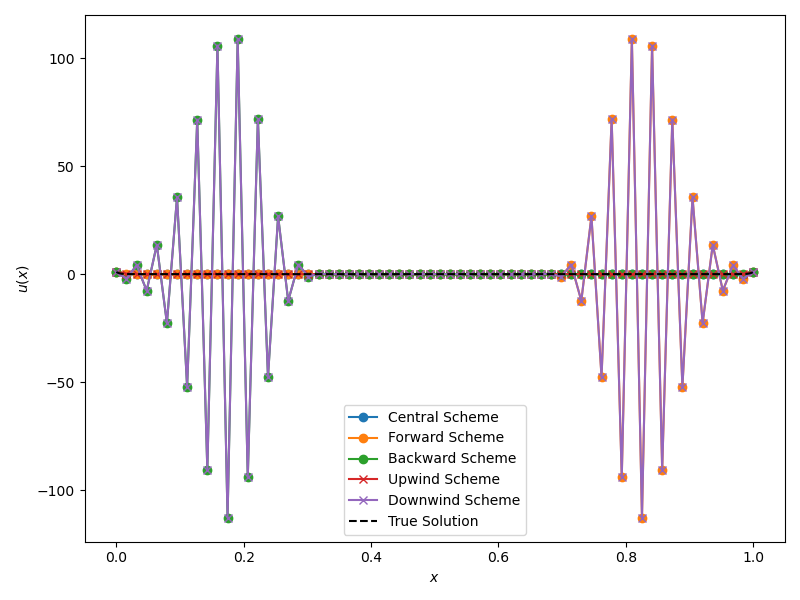 100
50
0
−50
−100
u(x)
Central Scheme
Forward Scheme
Backward Scheme
Upwind Scheme
Downwind Scheme
True Solution
0.0 0.2 0.4 0.6 0.8 1.0
x